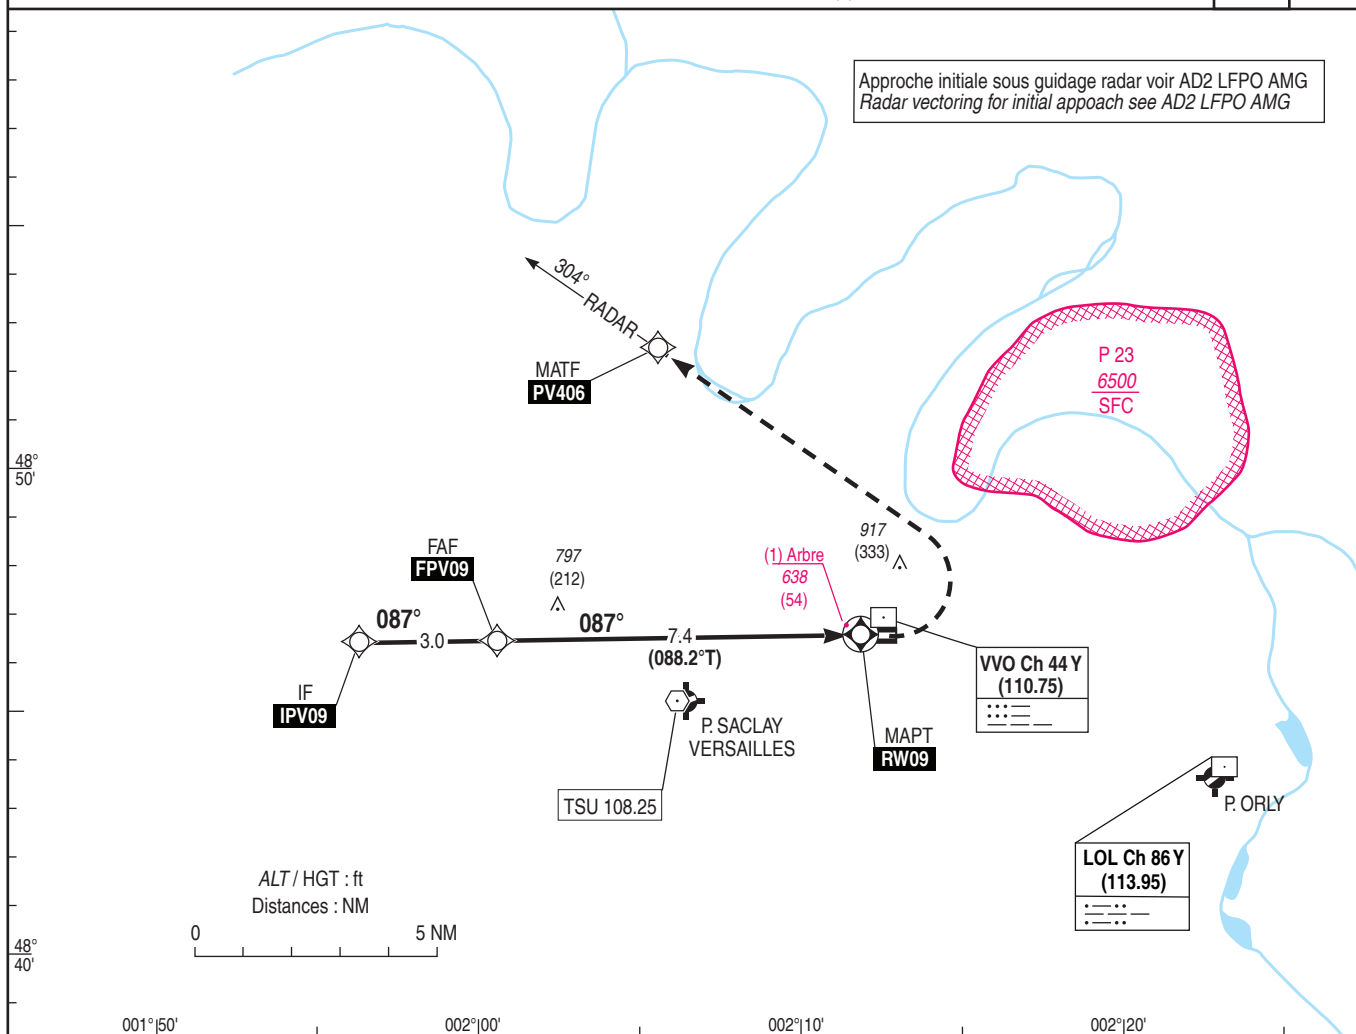 Approche initiale sous guidage radar voir AD2 LFPO AMG
Radar vectoring for initial appoach see AD2 LFPO AMG
304°
RADAR
MATF
PV406
P 23
6500
SFC
48°
50'
FAF
FPV09
797
(212)
(1) Arbre
638
(54)
917
(333)
087°
3.0
087°
7.4
(088.2°T)
IF
IPV09
VVO Ch 44 Y
(110.75)
P. SACLAY
VERSAILLES
MAPT
RW09
TSU 108.25
P. ORLY
LOL Ch 86 Y
(113.95)
ALT / HGT : ft
Distances : NM
0
5 NM
48°
40'
001°50'
002°00'
002°10'
002°20'